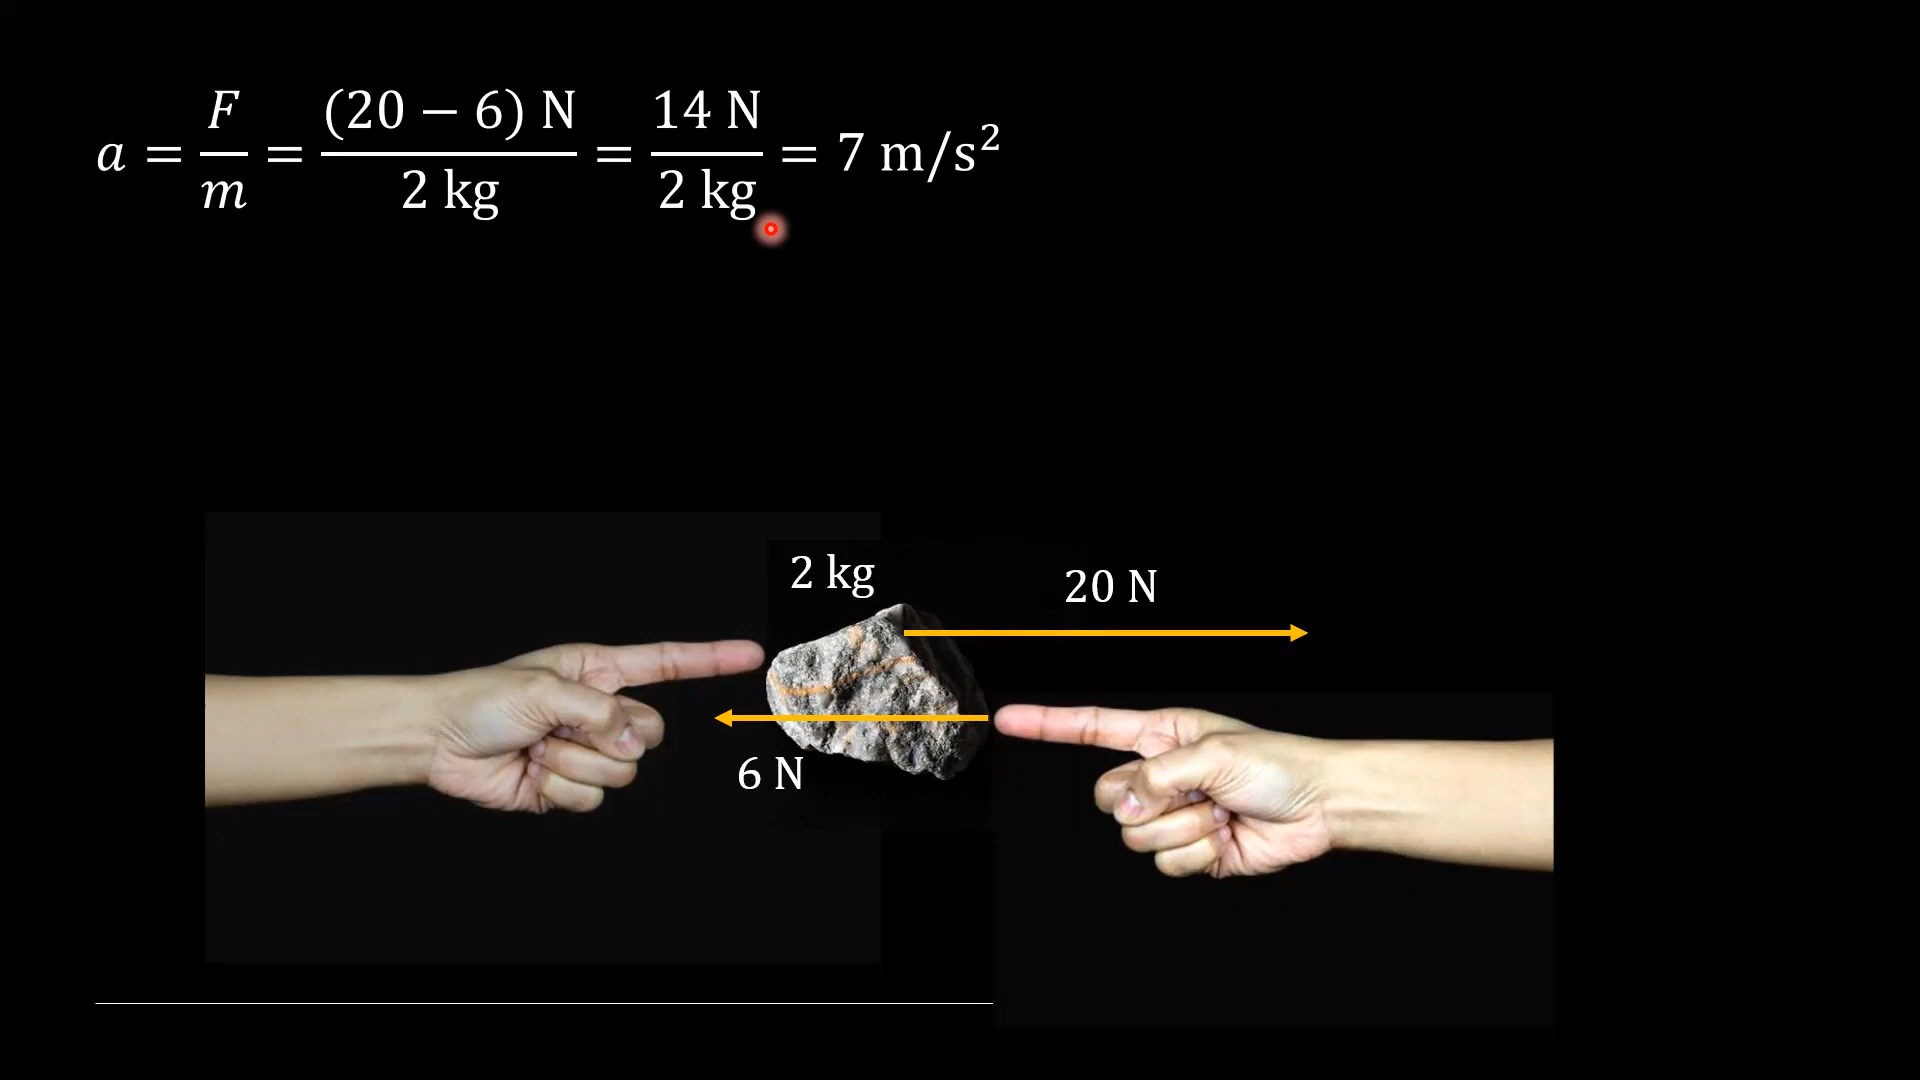 a = F/m = (20 − 6) N/2 kg = 14 N/2 kg = 7 m/s²
2 kg
20 N
6 N